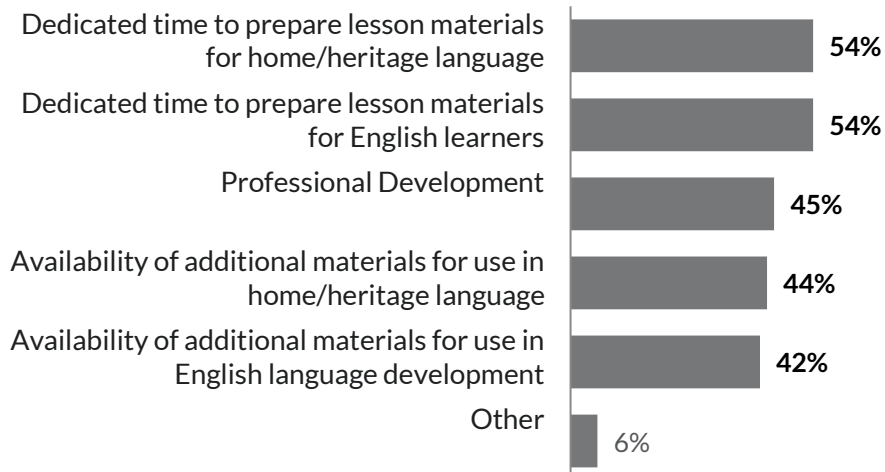 Dedicated time to prepare lesson materials
for home/heritage language
54%
Dedicated time to prepare lesson materials
for English learners
54%
Professional Development
45%
Availability of additional materials for use in
home/heritage language
44%
Availability of additional materials for use in
English language development
42%
Other
6%